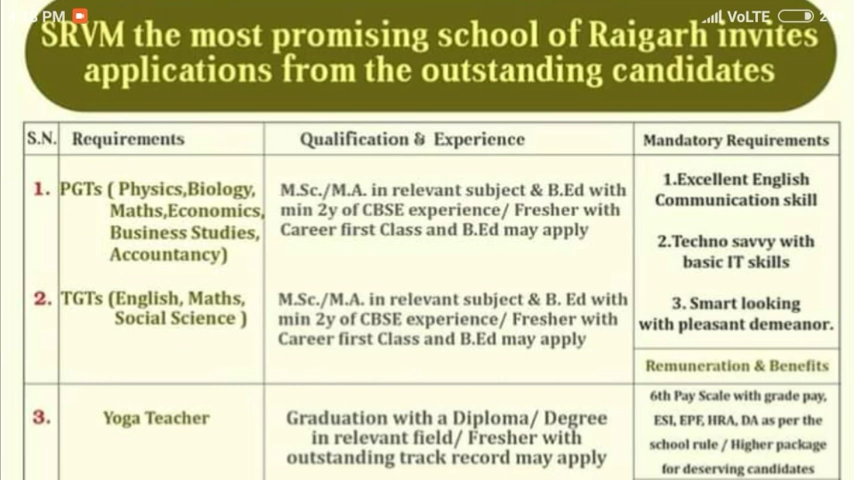 PM
VoLTE
SRVM the most promising school of Raigarh invites
applications from the outstanding candidates
S.N. Requirements Qualification & Experience Mandatory Requirements
1. PGTs ( Physics,Biology,
Maths,Economics,
Business Studies,
Accountancy)
M.Sc./M.A. in relevant subject & B.Ed with
min 2y of CBSE experience/ Fresher with
Career first Class and B.Ed may apply
1.Excellent English
Communication skill
2.Techno savvy with
basic IT skills
3. Smart looking
with pleasant demeanor.
2. TGTs (English, Maths,
Social Science )
M.Sc./M.A. in relevant subject & B. Ed with
min 2y of CBSE experience/ Fresher with
Career first Class and B.Ed may apply
Remuneration & Benefits
3. Yoga Teacher
Graduation with a Diploma/ Degree
in relevant field/ Fresher with
outstanding track record may apply
6th Pay Scale with grade pay,
ESI, EPF, HRA, DA as per the
school rule / Higher package
for deserving candidates